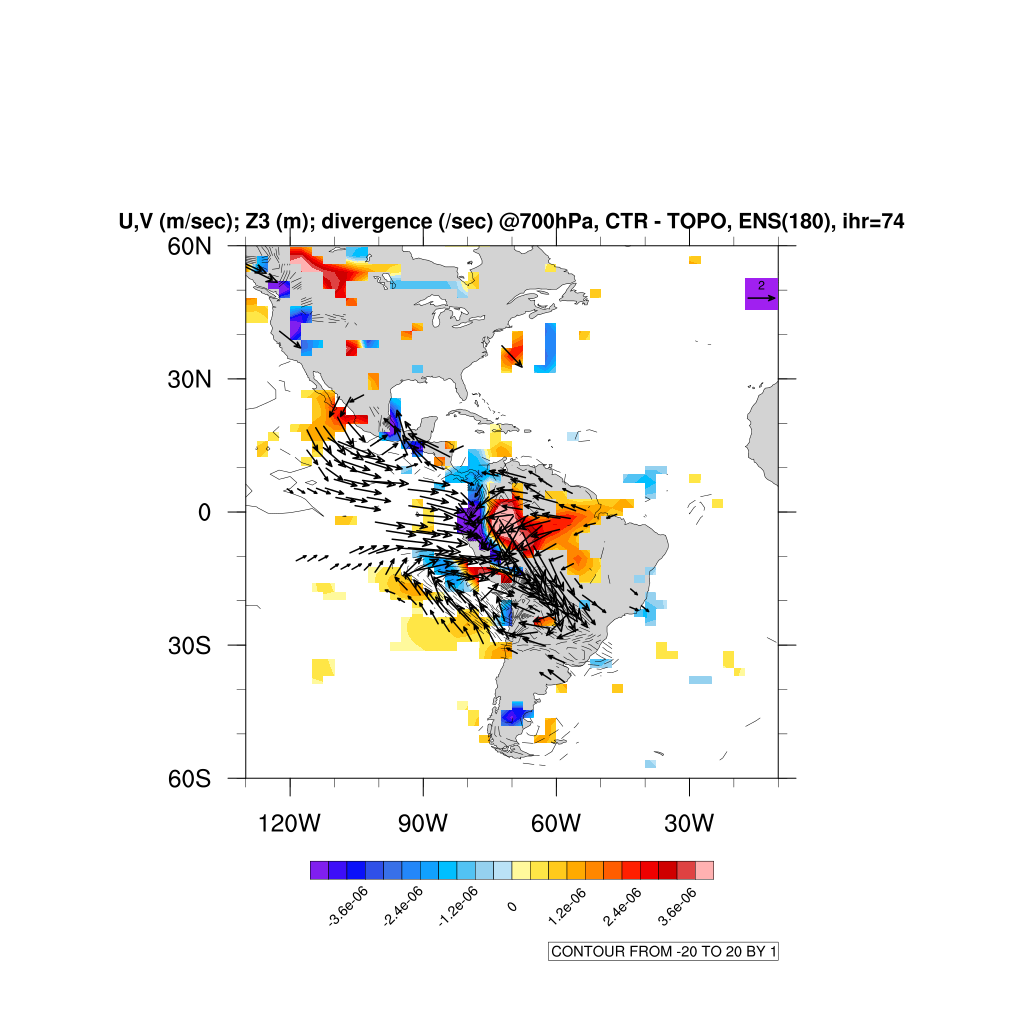 U,V (m/sec); Z3 (m); divergence (/sec) @700hPa, CTR - TOPO, ENS(180), ihr=74
60N
2
30N
0
30S
60S
120W 90W 60W 30W
-3.6e-06 -2.4e-06 -1.2e-06 0 1.2e-06 2.4e-06 3.6e-06
CONTOUR FROM -20 TO 20 BY 1